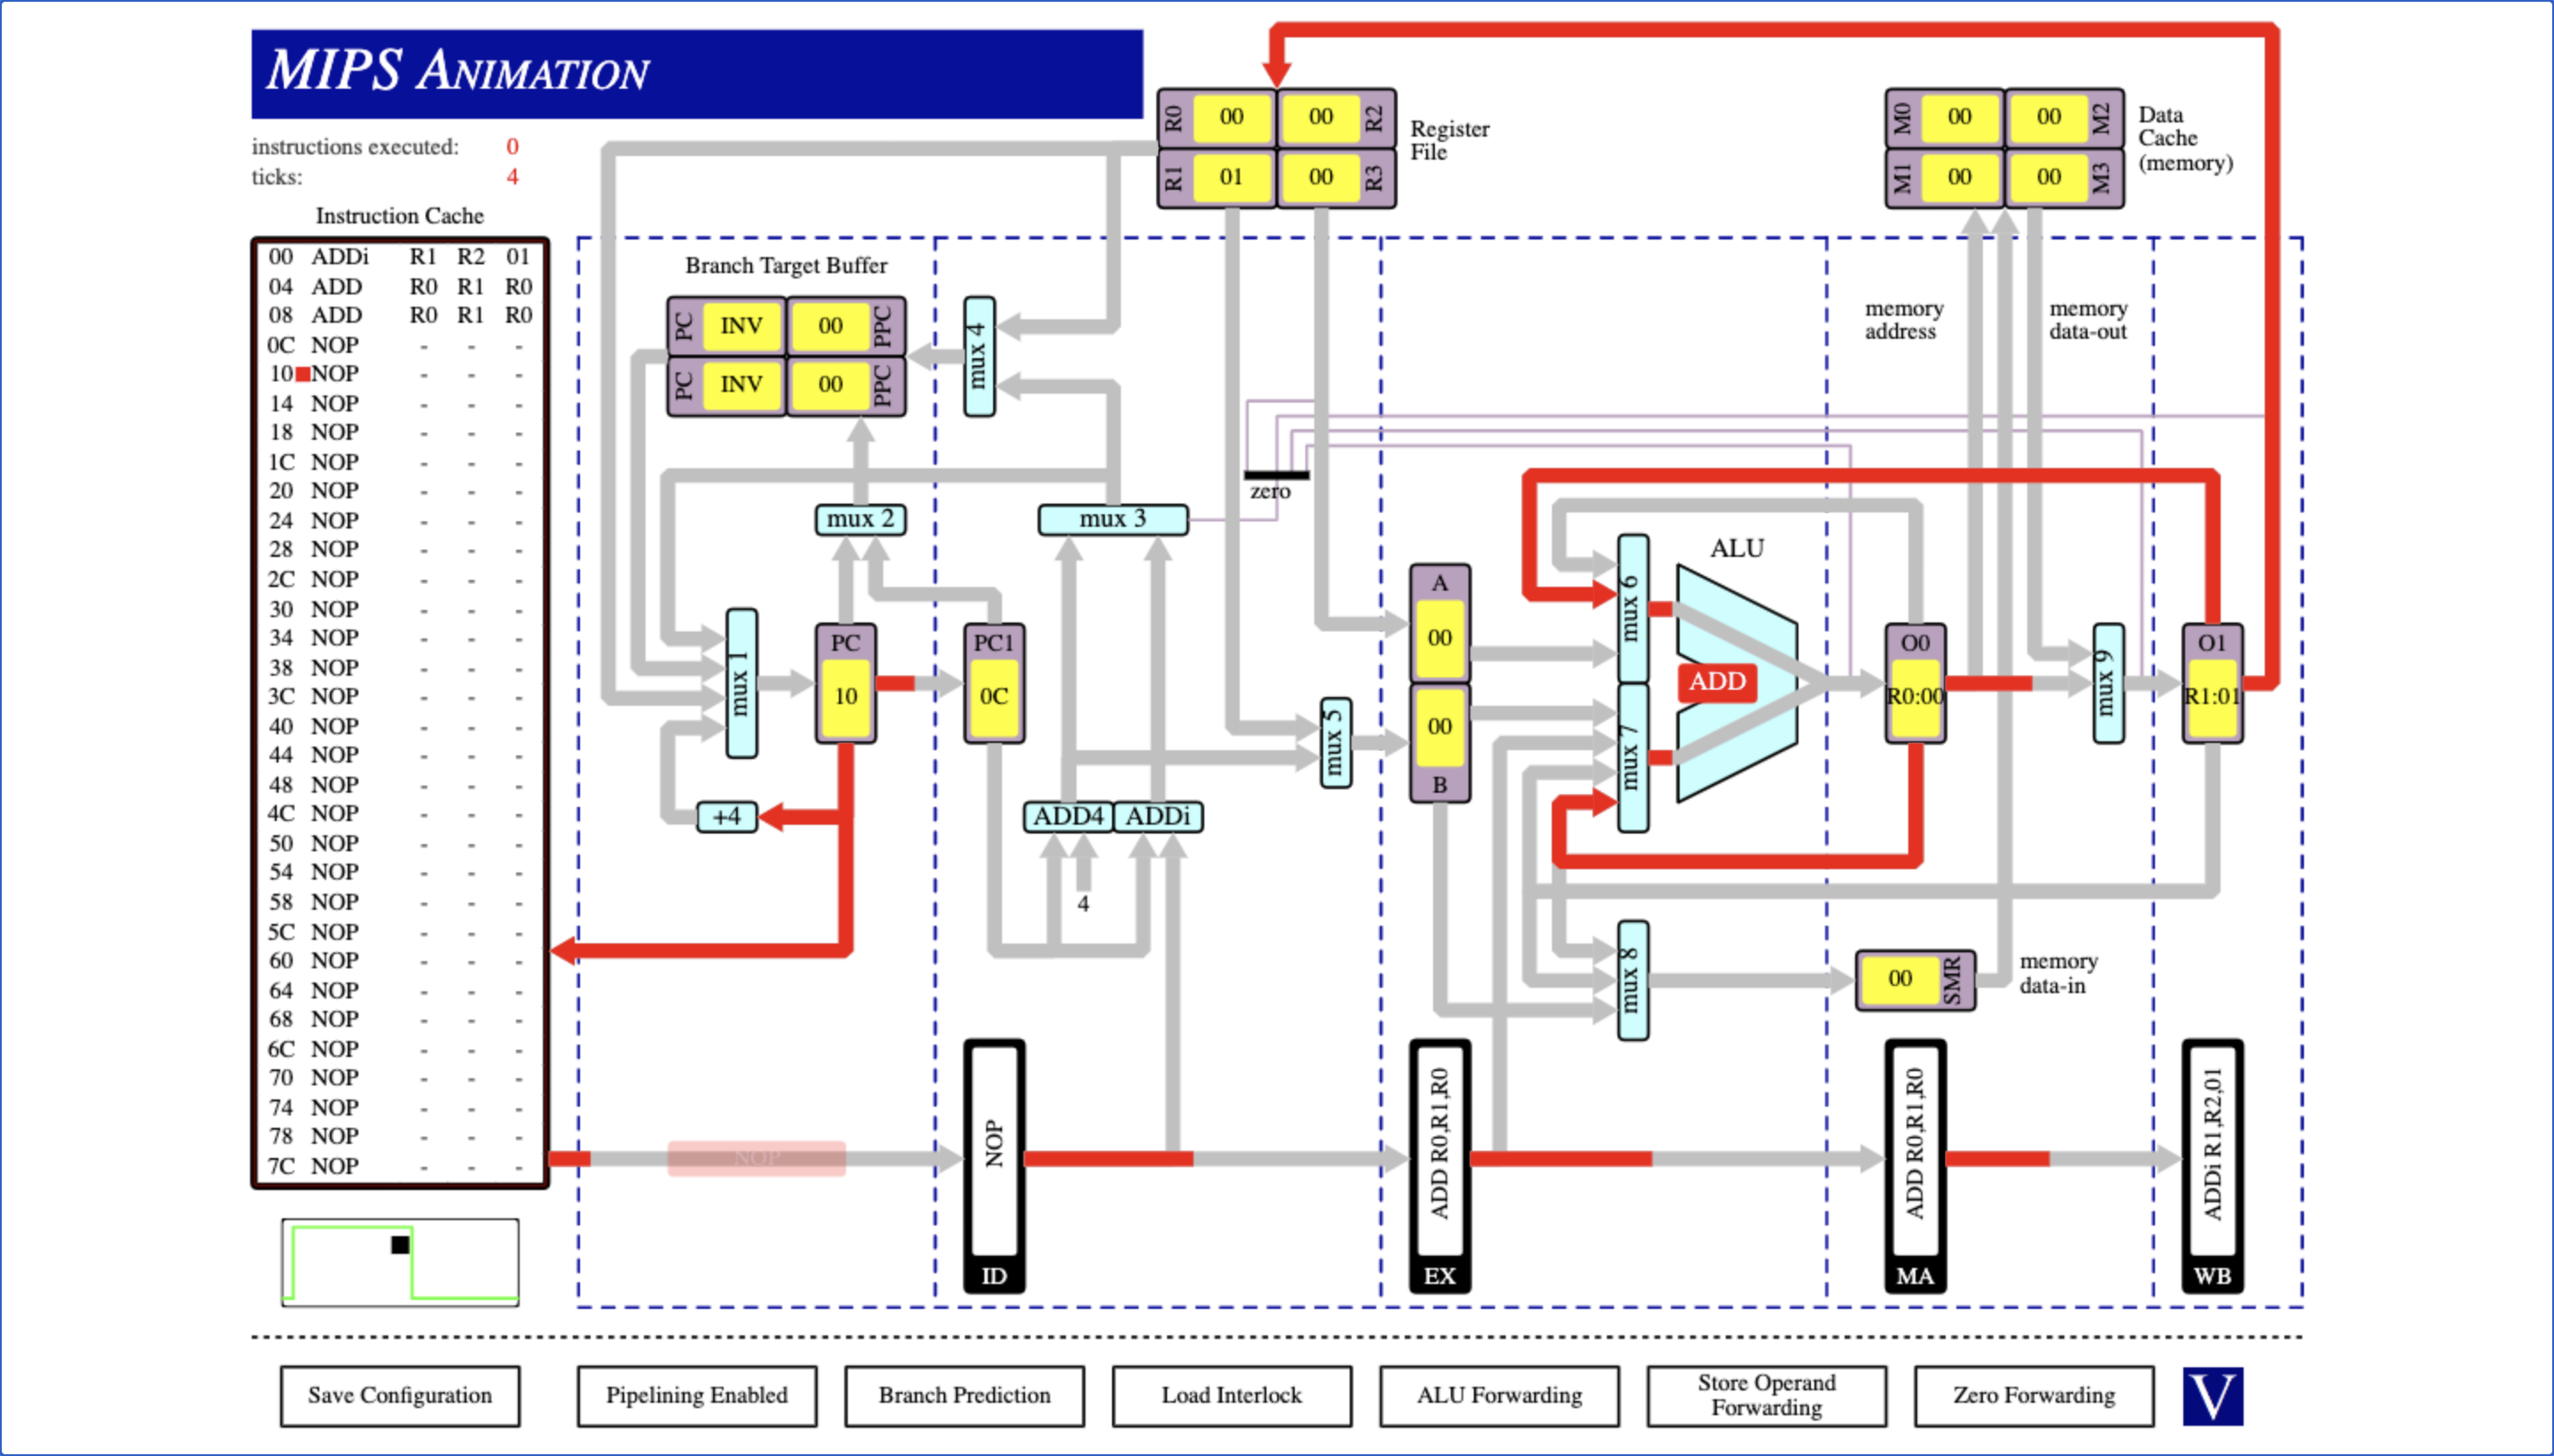 MIPS ANIMATION
instructions executed: 0
ticks: 4
Instruction Cache
00 ADDi R1 R2 01
04 ADD R0 R1 R0
08 ADD R0 R1 R0
0C NOP - - -
10 NOP - - -
14 NOP - - -
18 NOP - - -
1C NOP - - -
20 NOP - - -
24 NOP - - -
28 NOP - - -
2C NOP - - -
30 NOP - - -
34 NOP - - -
38 NOP - - -
3C NOP - - -
40 NOP - - -
44 NOP - - -
48 NOP - - -
4C NOP - - -
50 NOP - - -
54 NOP - - -
58 NOP - - -
5C NOP - - -
60 NOP - - -
64 NOP - - -
68 NOP - - -
6C NOP - - -
70 NOP - - -
74 NOP - - -
78 NOP - - -
7C NOP - - -
R0 00 00 R2
R1 01 00 R3
Register
File
M0 00 00 M2
M1 00 00 M3
Data
Cache
(memory)
Branch Target Buffer
PC INV 00 PPC
PC INV 00 PPC
mux 4
memory
address
memory
data-out
zero
mux 2
mux 3
mux 1
PC
10
PC1
0C
+4
ADD4
ADDi
4
mux 5
A
00
00
B
mux 6
mux 7
ALU
ADD
O0
R0:00
mux 9
O1
R1:01
mux 8
00 SMR
memory
data-in
NOP
NOP
ID
ADD R0,R1,R0
EX
ADD R0,R1,R0
MA
ADDi R1,R2,01
WB
Save Configuration
Pipelining Enabled
Branch Prediction
Load Interlock
ALU Forwarding
Store Operand
Forwarding
Zero Forwarding
V